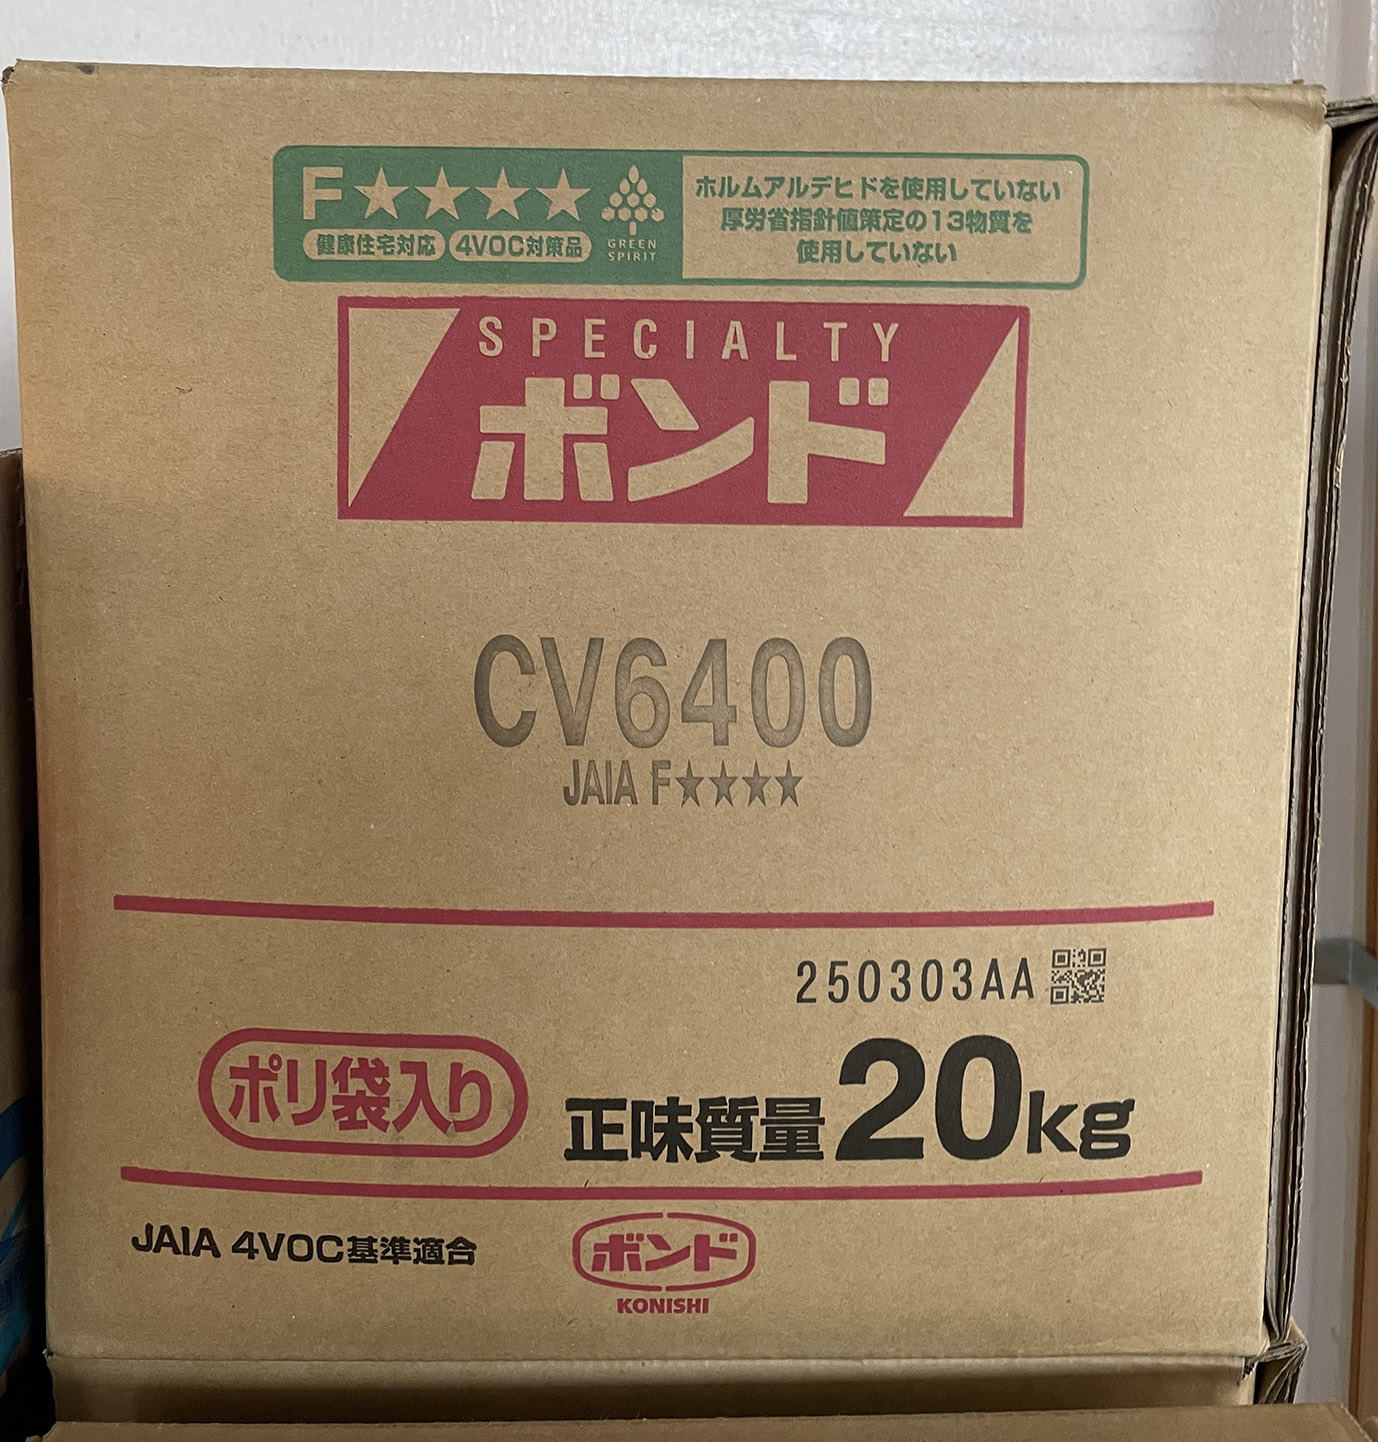 F★★★★
健康住宅対応 4VOC対策品
GREEN
SPIRIT
ホルムアルデヒドを使用していない
厚労省指針値策定の13物質を
使用していない
SPECIALTY
ボンド
CV6400
JAIA F★★★★
250303AA
ポリ袋入り
正味質量20kg
JAIA 4VOC基準適合
ボンド
KONISHI